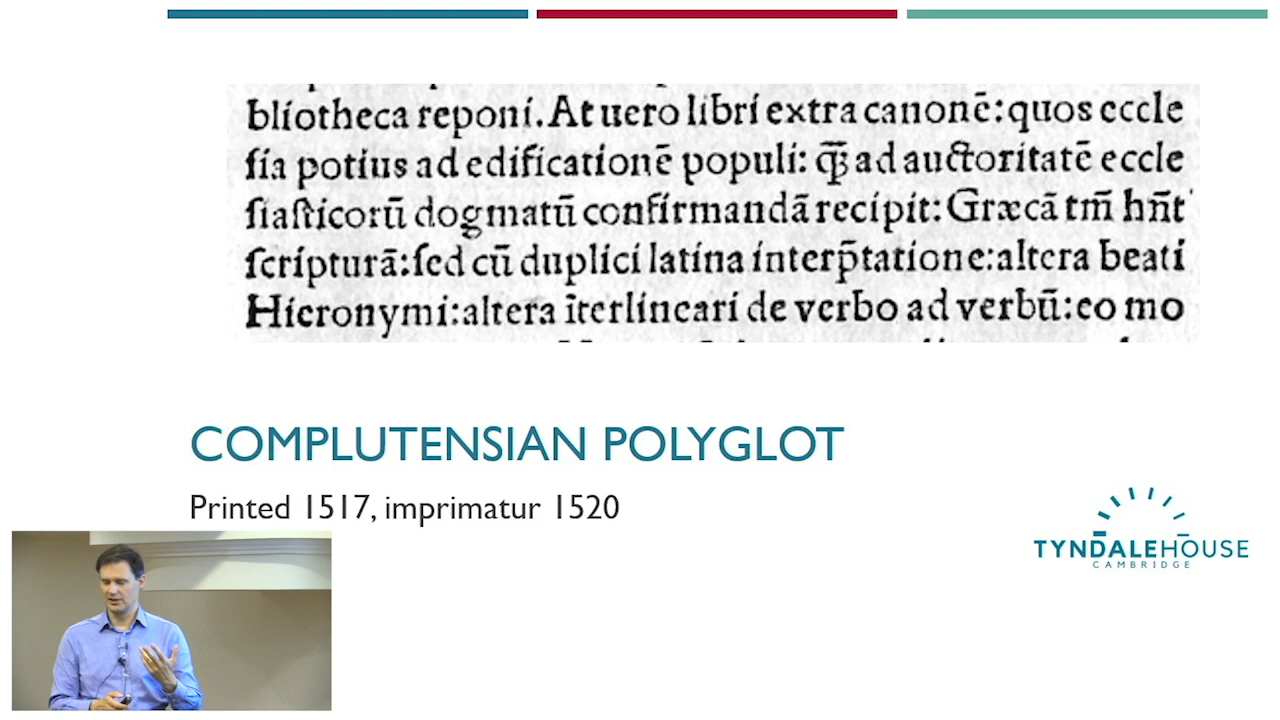 bliotheca reponi. At uero libri extra canonē: quos eccle
ſia potius ad edificationē populi: q̄ꝫ ad auctoritatē eccle
ſiaſticorū dogmatū confirmandā recipit: Græcā tm̄ hn̄t
ſcripturā: ſed cū duplici latina interp̄tatione: altera beati
Hieronymi: altera īterlineari de verbo ad verbū: eo mo
COMPLUTENSIAN POLYGLOT
Printed 1517, imprimatur 1520
TYNDALE HOUSE
CAMBRIDGE